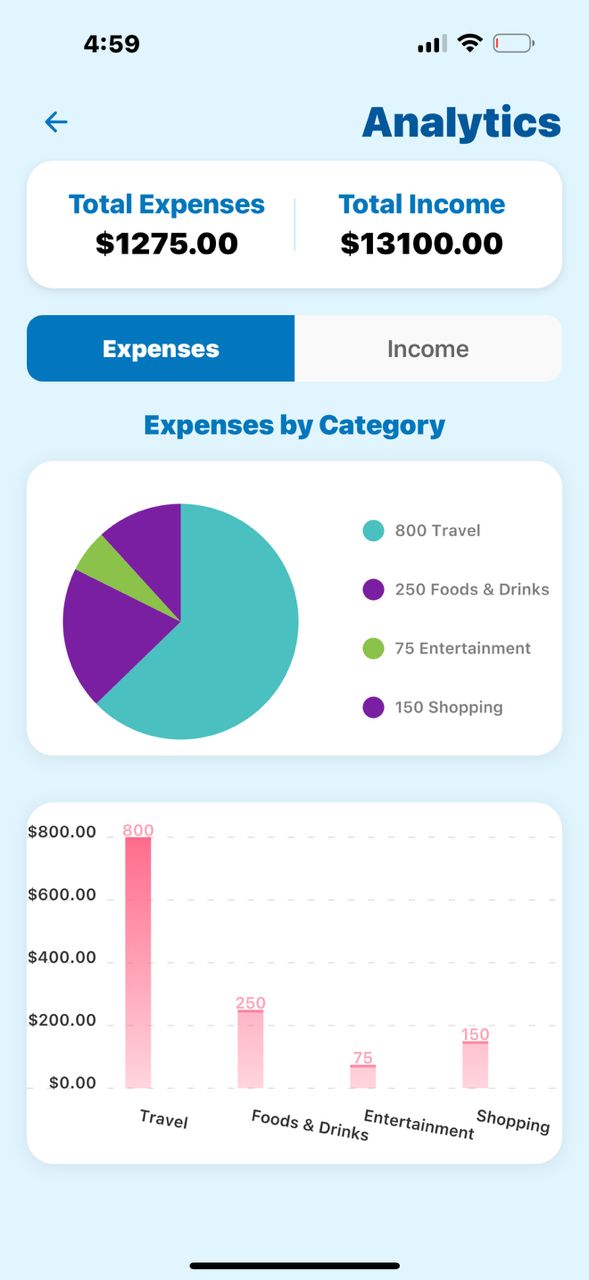 4:59
Analytics
Total Expenses
$1275.00
Total Income
$13100.00
Expenses
Income
Expenses by Category
800 Travel
250 Foods & Drinks
75 Entertainment
150 Shopping
$800.00
$600.00
$400.00
$200.00
$0.00
800
250
75
150
Travel
Foods & Drinks
Entertainment
Shopping